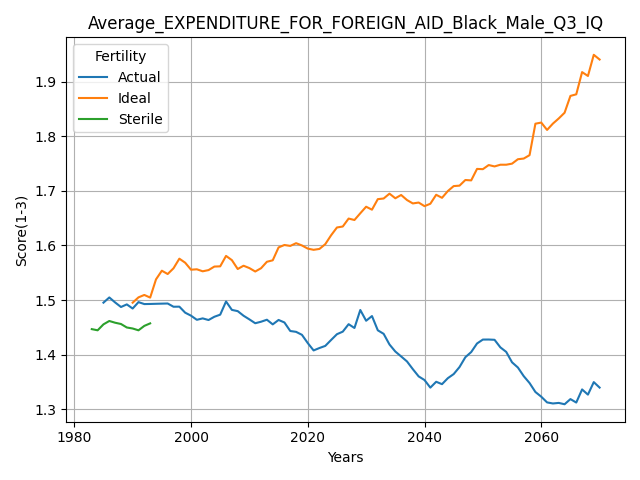 Average_EXPENDITURE_FOR_FOREIGN_AID_Black_Male_Q3_IQ
Fertility
Actual
Ideal
Sterile
Score(1-3)
1.9
1.8
1.7
1.6
1.5
1.4
1.3
1980
2000
2020
2040
2060
Years